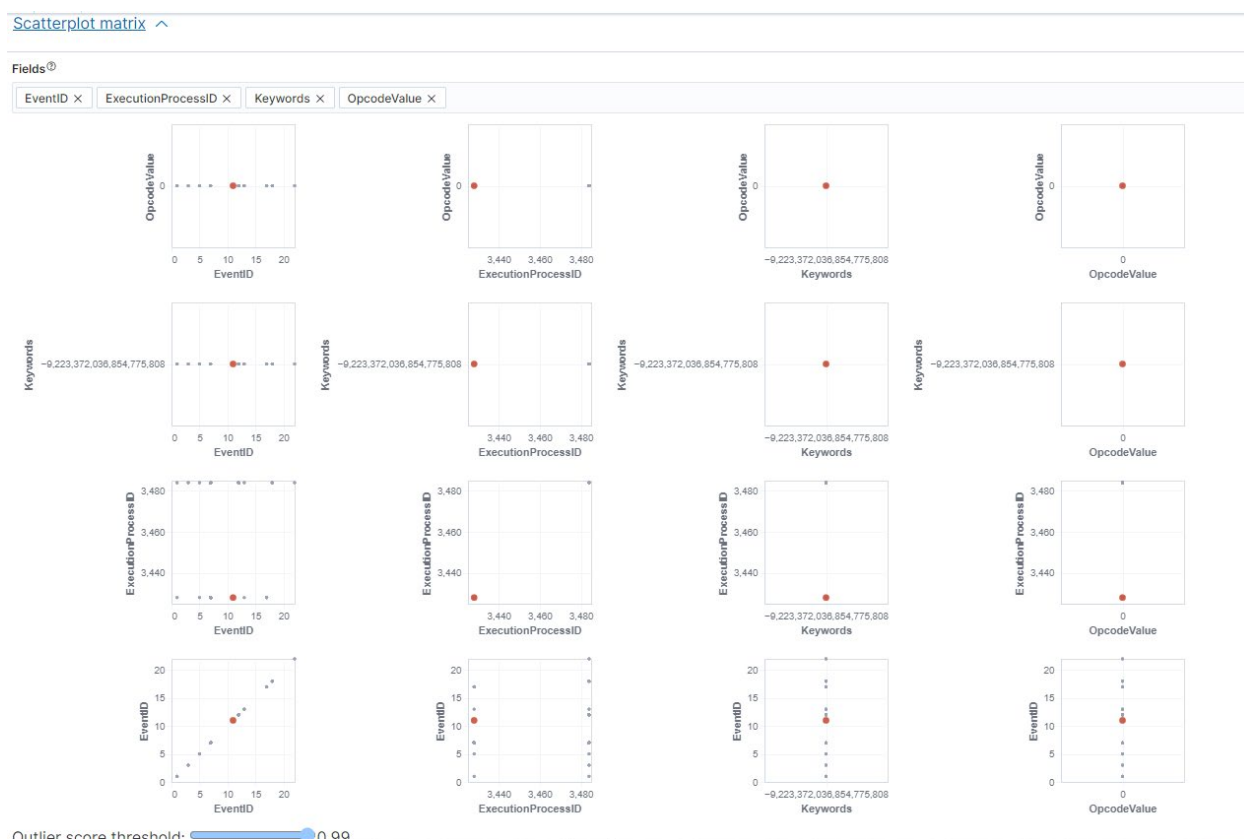 Scatterplot matrix
Fields
EventID × ExecutionProcessID × Keywords × OpcodeValue ×
OpcodeValue 0 OpcodeValue 0 OpcodeValue 0 OpcodeValue 0
0 5 10 15 20 3,440 3,460 3,480 −9,223,372,036,854,775,808 0
EventID ExecutionProcessID Keywords OpcodeValue
Keywords −9,223,372,036,854,775,808 Keywords −9,223,372,036,854,775,808 Keywords −9,223,372,036,854,775,808 Keywords −9,223,372,036,854,775,808
0 5 10 15 20 3,440 3,460 3,480 −9,223,372,036,854,775,808 0
EventID ExecutionProcessID Keywords OpcodeValue
3,480 3,480 3,480 3,480
ExecutionProcessID 3,460 ExecutionProcessID 3,460 ExecutionProcessID 3,460 ExecutionProcessID 3,460
3,440 3,440 3,440 3,440
0 5 10 15 20 3,440 3,460 3,480 −9,223,372,036,854,775,808 0
EventID ExecutionProcessID Keywords OpcodeValue
20 20 20 20
15 15 15 15
EventID 10 EventID 10 EventID 10 EventID 10
5 5 5 5
0 0 0 0
0 5 10 15 20 3,440 3,460 3,480 −9,223,372,036,854,775,808 0
EventID ExecutionProcessID Keywords OpcodeValue
Outlier score threshold: 0.99